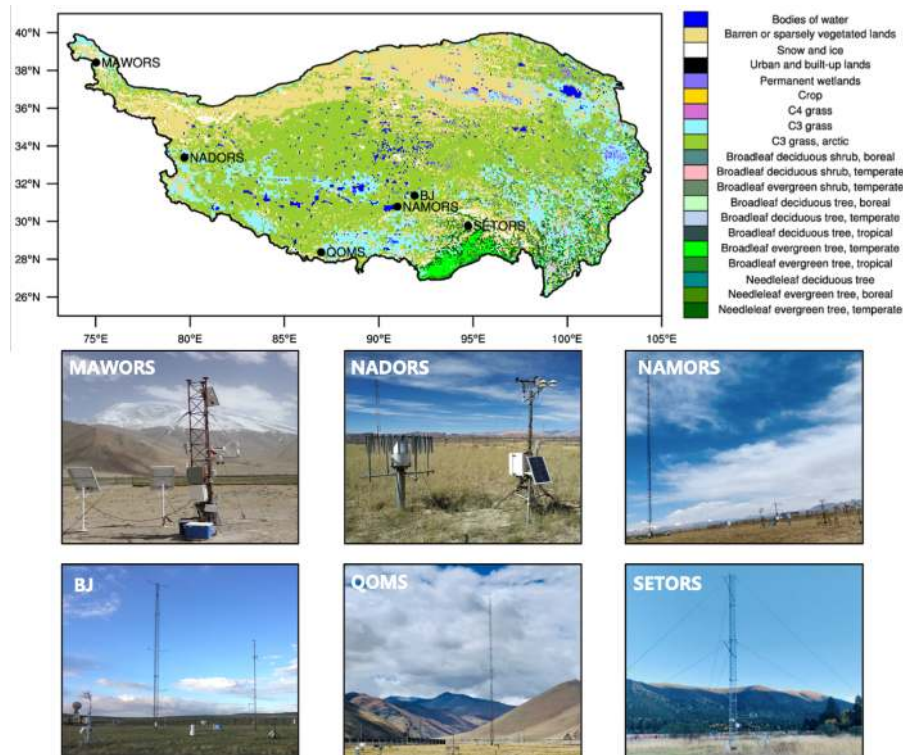 40°N
38°N
36°N
34°N
32°N
30°N
28°N
26°N
75°E
80°E
85°E
90°E
95°E
100°E
105°E
MAWORS
NADORS
BJ
NAMORS
SETORS
QOMS
Bodies of water
Barren or sparsely vegetated lands
Snow and ice
Urban and built-up lands
Permanent wetlands
Crop
C4 grass
C3 grass
C3 grass, arctic
Broadleaf deciduous shrub, boreal
Broadleaf deciduous shrub, temperate
Broadleaf evergreen shrub, temperate
Broadleaf deciduous tree, boreal
Broadleaf deciduous tree, temperate
Broadleaf deciduous tree, tropical
Broadleaf evergreen tree, temperate
Broadleaf evergreen tree, tropical
Needleleaf deciduous tree
Needleleaf evergreen tree, boreal
Needleleaf evergreen tree, temperate
MAWORS
NADORS
NAMORS
BJ
QOMS
SETORS